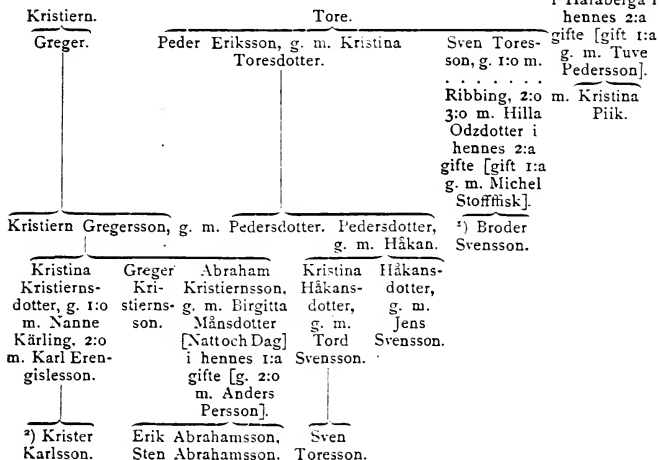 Kristiern. Tore.
hennes 2:a
gifte [gift 1:a
g. m. Tuve
Pedersson].
Greger. Peder Eriksson, g. m. Kristina
Toresdotter.
Sven Tores-
son, g. 1:o m.
. . . . . . .
Ribbing, 2:o m. Kristina
Piik.
3:o m. Hilla
Odzdotter i
hennes 2:a
gifte [gift 1:a
g. m. Michel
Stoffffisk].
Kristiern Gregersson, g. m. Pedersdotter. Pedersdotter,
g. m. Håkan.
¹) Broder
Svensson.
Kristina
Kristierns-
dotter, g. 1:o
m. Nanne
Kärling, 2:o
m. Karl Eren-
gislesson.
Greger
Kri-
stierns-
son.
Abraham
Kristiernsson,
g. m. Birgitta
Månsdotter
[Natt och Dag]
i hennes 1:a
gifte [g. 2:o
m. Anders
Persson].
Kristina
Håkans-
dotter,
g. m.
Tord
Svensson.
Håkans-
dotter,
g. m.
Jens
Svensson.
²) Krister
Karlsson.
Erik Abrahamsson,
Sten Abrahamsson.
Sven
Toresson.